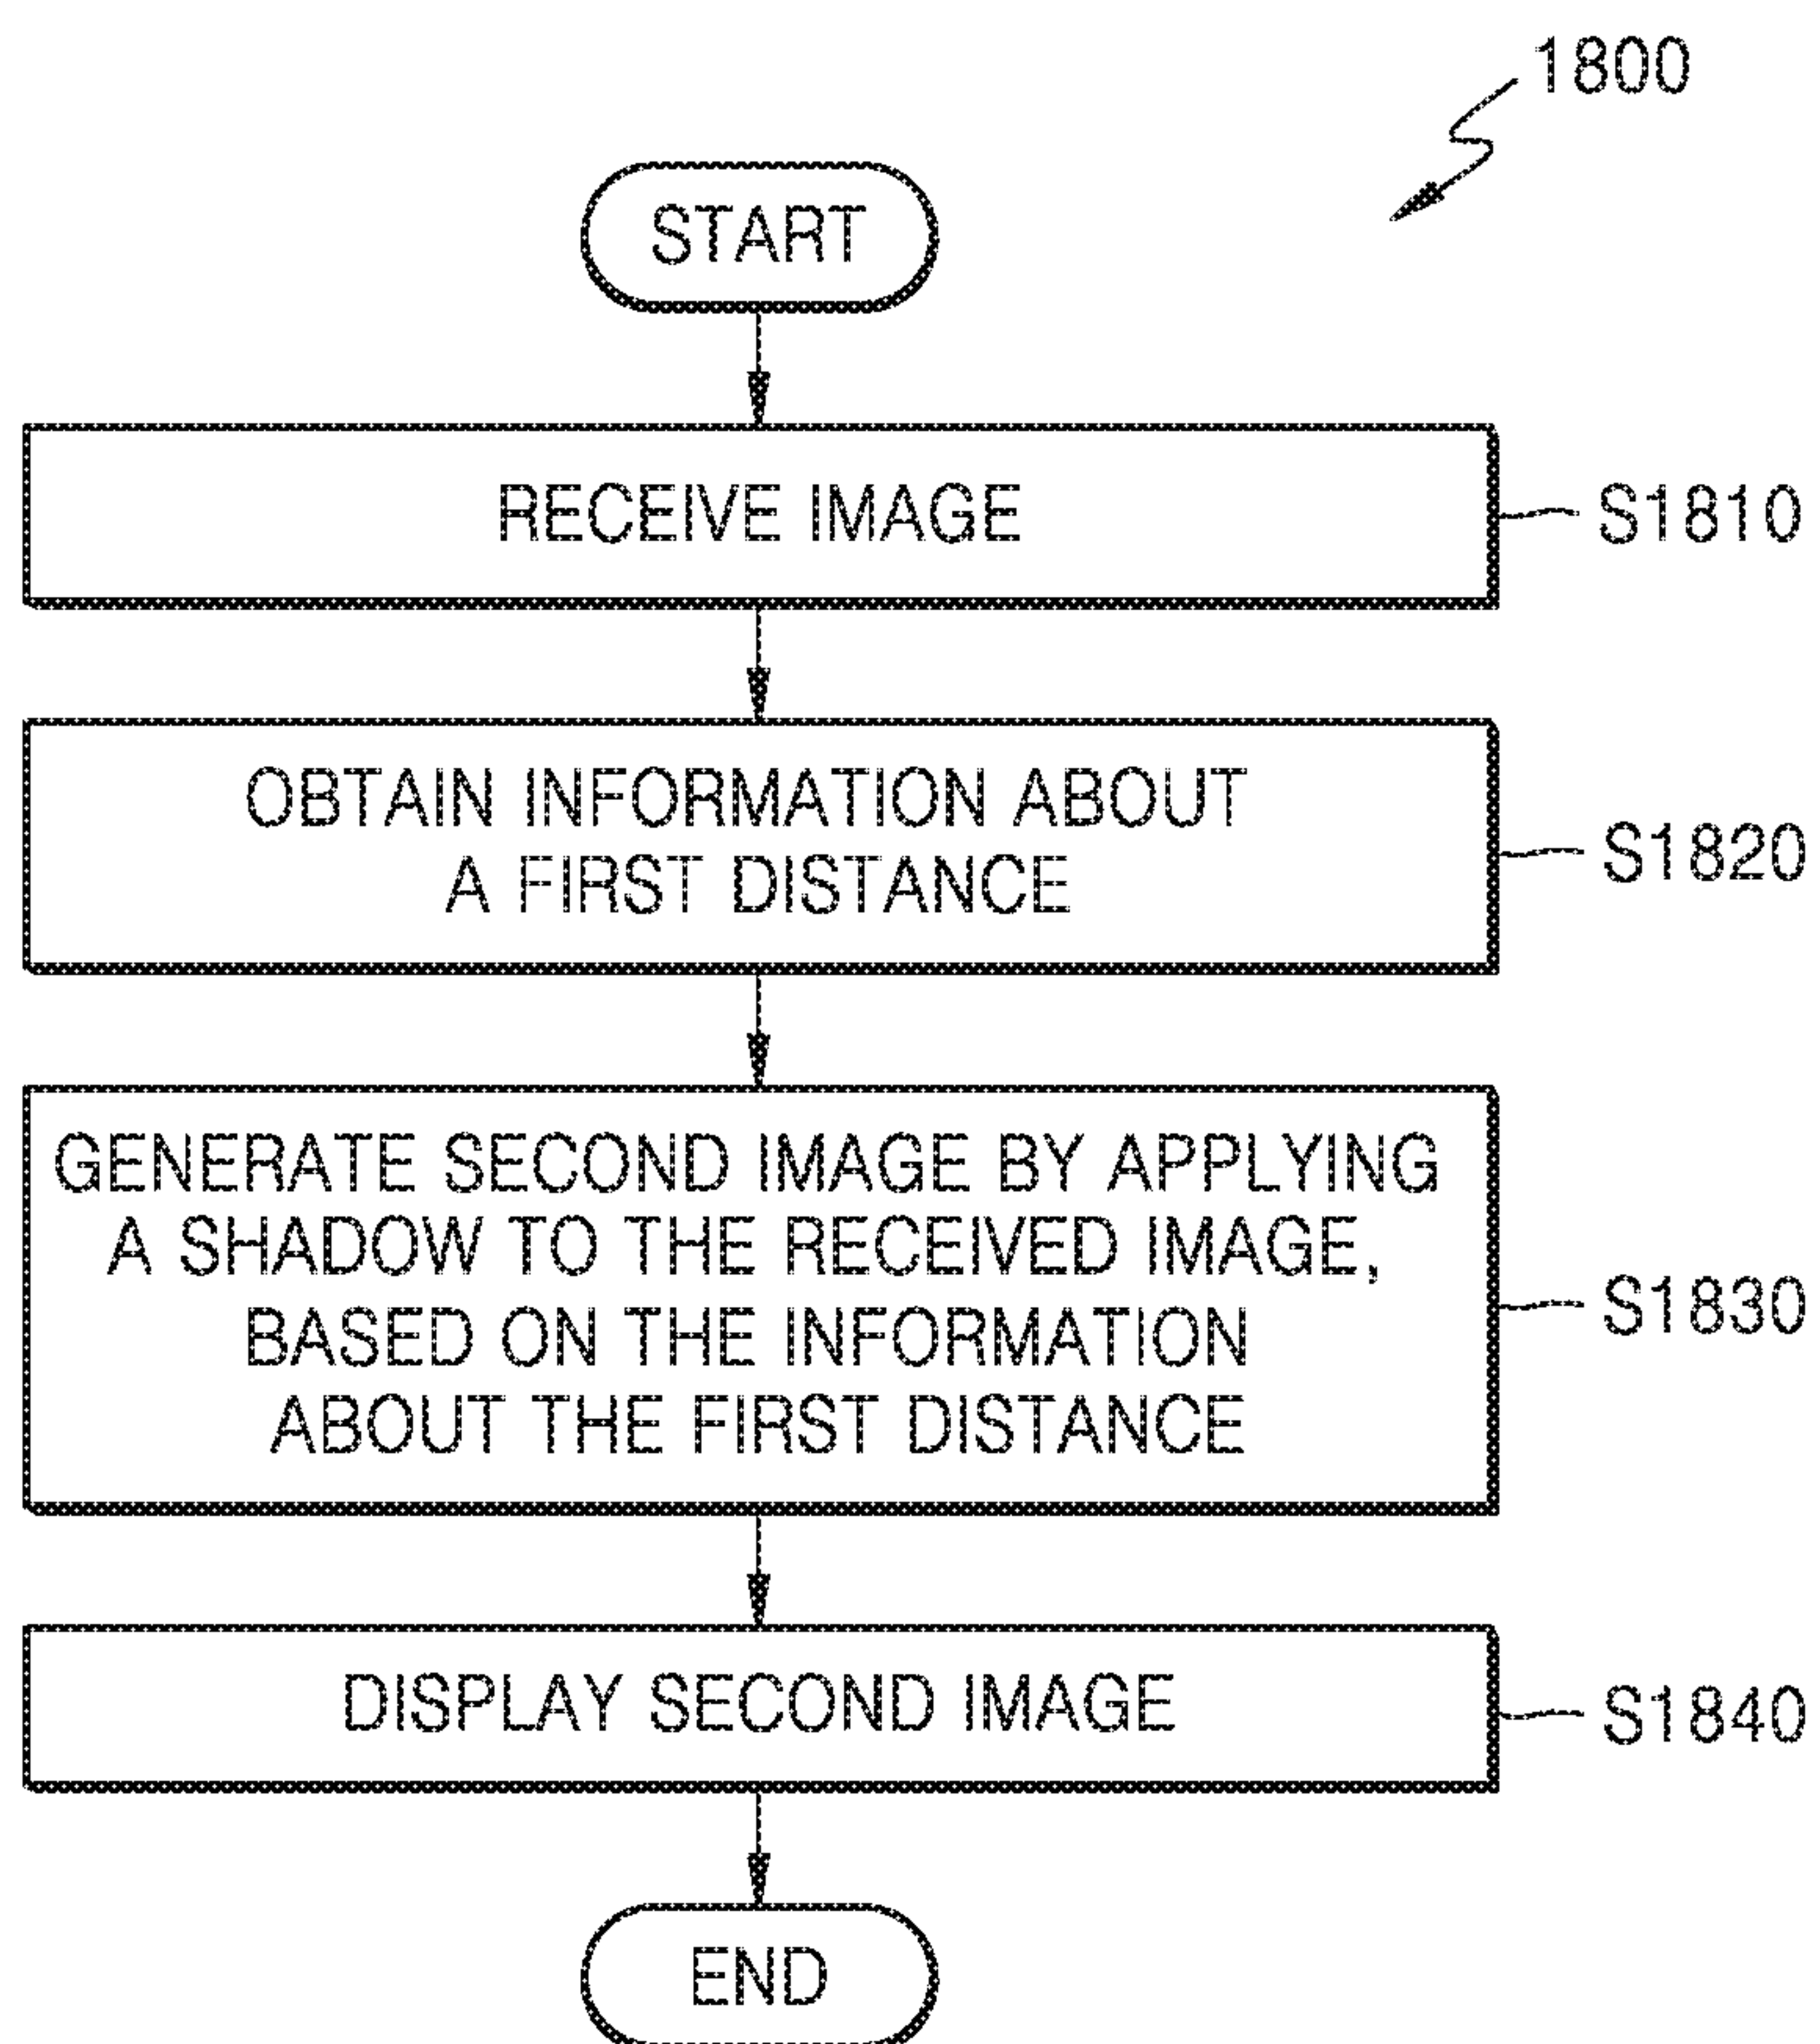 1800
START
RECEIVE IMAGE
S1810
OBTAIN INFORMATION ABOUT
A FIRST DISTANCE
S1820
GENERATE SECOND IMAGE BY APPLYING
A SHADOW TO THE RECEIVED IMAGE,
BASED ON THE INFORMATION
ABOUT THE FIRST DISTANCE
S1830
DISPLAY SECOND IMAGE
S1840
END